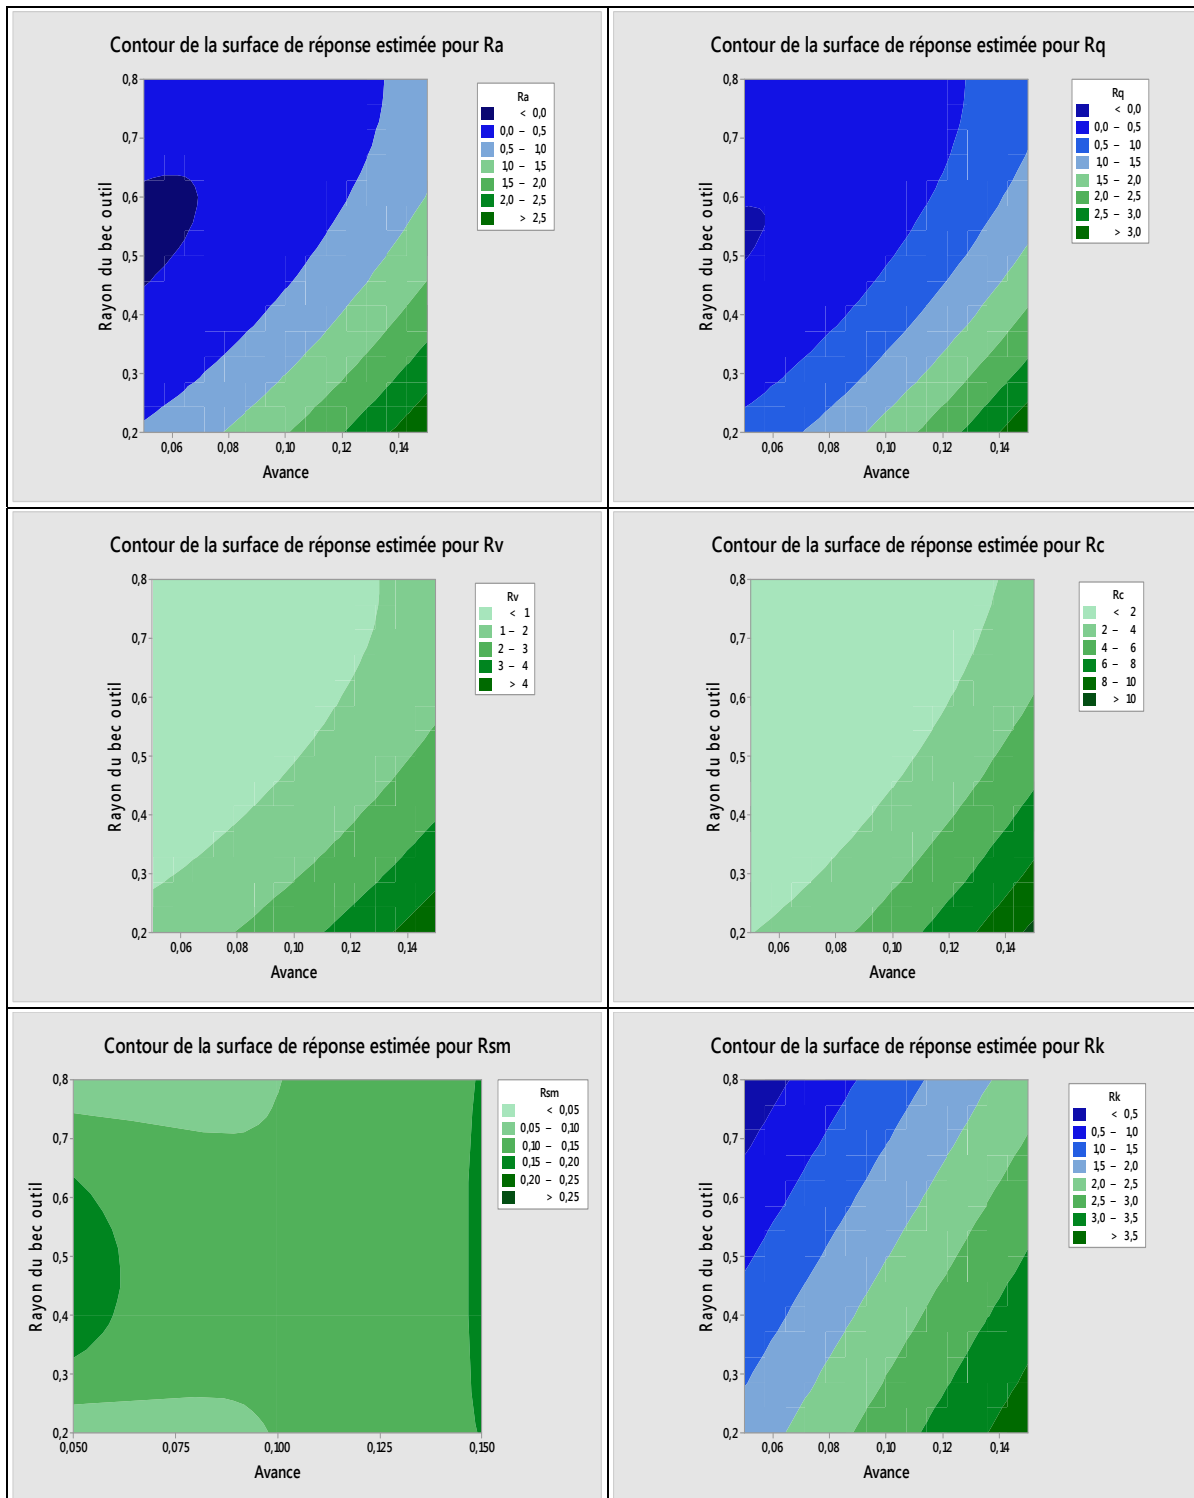 Contour de la surface de réponse estimée pour Ra
0,8
0,7
0,6
0,5
0,4
0,3
0,2
Rayon du bec outil
0,06 0,08 0,10 0,12 0,14
Avance
Ra
< 0,0
0,0 – 0,5
0,5 – 1,0
1,0 – 1,5
1,5 – 2,0
2,0 – 2,5
> 2,5
Contour de la surface de réponse estimée pour Rq
0,8
0,7
0,6
0,5
0,4
0,3
0,2
Rayon du bec outil
0,06 0,08 0,10 0,12 0,14
Avance
Rq
< 0,0
0,0 – 0,5
0,5 – 1,0
1,0 – 1,5
1,5 – 2,0
2,0 – 2,5
2,5 – 3,0
> 3,0
Contour de la surface de réponse estimée pour Rv
0,8
0,7
0,6
0,5
0,4
0,3
0,2
Rayon du bec outil
0,06 0,08 0,10 0,12 0,14
Avance
Rv
< 1
1 – 2
2 – 3
3 – 4
> 4
Contour de la surface de réponse estimée pour Rc
0,8
0,7
0,6
0,5
0,4
0,3
0,2
Rayon du bec outil
0,06 0,08 0,10 0,12 0,14
Avance
Rc
< 2
2 – 4
4 – 6
6 – 8
8 – 10
> 10
Contour de la surface de réponse estimée pour Rsm
0,8
0,7
0,6
0,5
0,4
0,3
0,2
Rayon du bec outil
0,050 0,075 0,100 0,125 0,150
Avance
Rsm
< 0,05
0,05 – 0,10
0,10 – 0,15
0,15 – 0,20
0,20 – 0,25
> 0,25
Contour de la surface de réponse estimée pour Rk
0,8
0,7
0,6
0,5
0,4
0,3
0,2
Rayon du bec outil
0,06 0,08 0,10 0,12 0,14
Avance
Rk
< 0,5
0,5 – 1,0
1,0 – 1,5
1,5 – 2,0
2,0 – 2,5
2,5 – 3,0
3,0 – 3,5
> 3,5